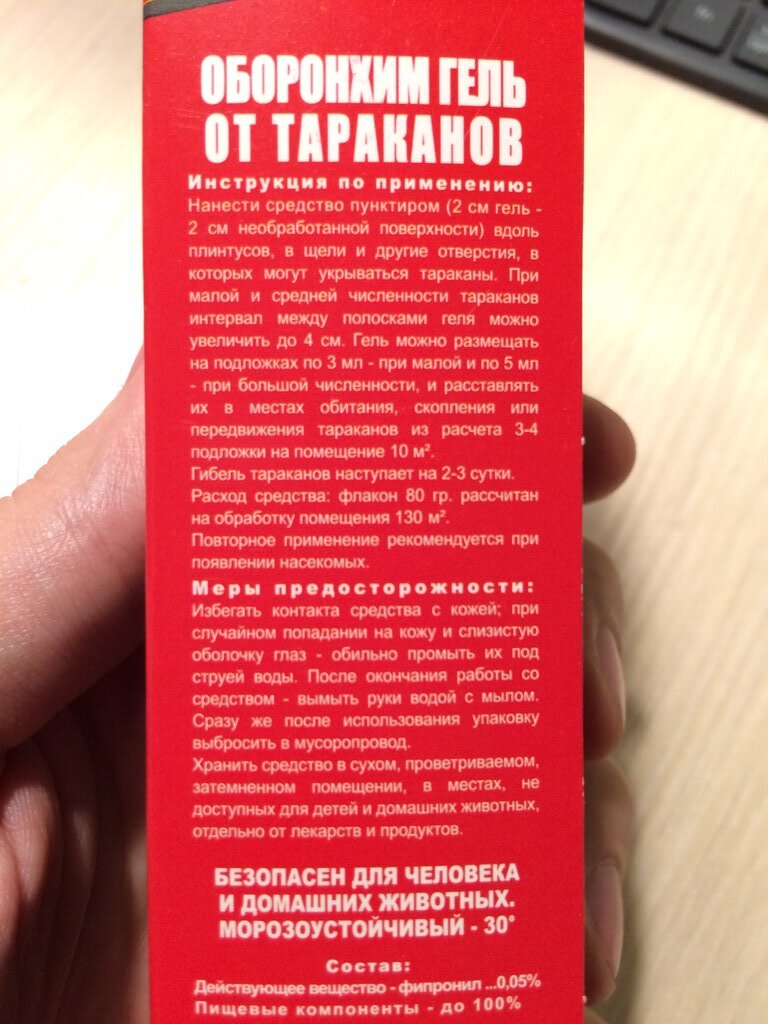 ОБОРОНХИМ ГЕЛЬ
ОТ ТАРАКАНОВ
Инструкция по применению:
Нанести средство пунктиром (2 см гель -
2 см необработанной поверхности) вдоль
плинтусов, в щели и другие отверстия, в
которых могут укрываться тараканы. При
малой и средней численности тараканов
интервал между полосками геля можно
увеличить до 4 см. Гель можно размещать
на подложках по 3 мл - при малой и по 5 мл
- при большой численности, и расставлять
их в местах обитания, скопления или
передвижения тараканов из расчета 3-4
подложки на помещение 10 м².
Гибель тараканов наступает на 2-3 сутки.
Расход средства: флакон 80 гр. рассчитан
на обработку помещения 130 м².
Повторное применение рекомендуется при
появлении насекомых.
Меры предосторожности:
Избегать контакта средства с кожей; при
случайном попадании на кожу и слизистую
оболочку глаз - обильно промыть их под
струей воды. После окончания работы со
средством - вымыть руки водой с мылом.
Сразу же после использования упаковку
выбросить в мусоропровод.
Хранить средство в сухом, проветриваемом,
затемненном помещении, в местах, не
доступных для детей и домашних животных,
отдельно от лекарств и продуктов.
БЕЗОПАСЕН ДЛЯ ЧЕЛОВЕКА
И ДОМАШНИХ ЖИВОТНЫХ.
МОРОЗОУСТОЙЧИВЫЙ - 30°
Состав:
Действующее вещество - фипронил ...0,05%
Пищевые компоненты - до 100%